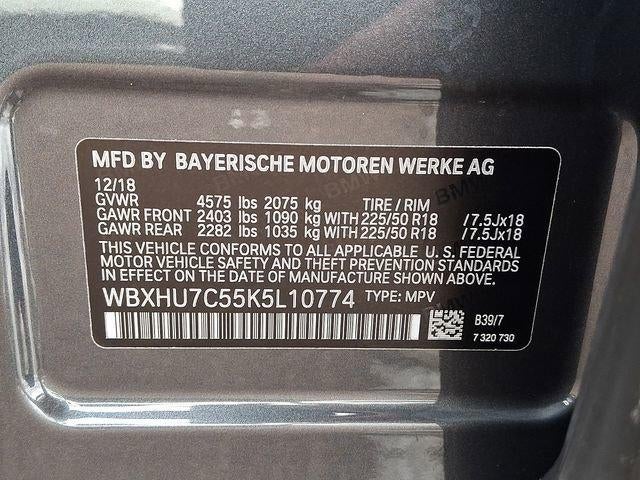 MFD BY BAYERISCHE MOTOREN WERKE AG
12/18
GVWR 4575 lbs 2075 kg TIRE / RIM
GAWR FRONT 2403 lbs 1090 kg WITH 225/50 R18 /7.5Jx18
GAWR REAR 2282 lbs 1035 kg WITH 225/50 R18 /7.5Jx18
THIS VEHICLE CONFORMS TO ALL APPLICABLE U. S. FEDERAL
MOTOR VEHICLE SAFETY AND THEFT PREVENTION STANDARDS
IN EFFECT ON THE DATE OF MANUFACTURE SHOWN ABOVE.
WBXHU7C55K5L10774 TYPE: MPV
B39/7
7 320 730